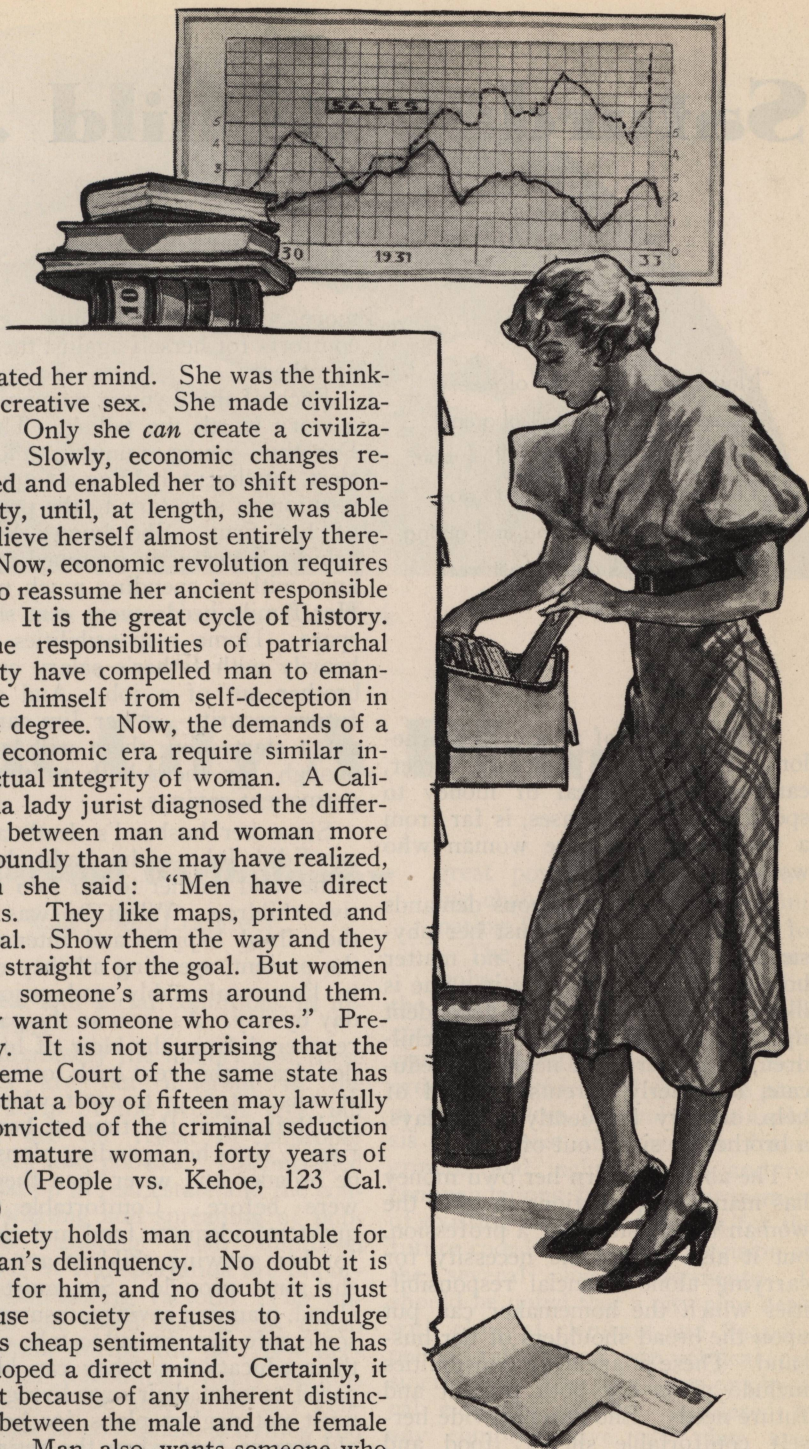 SALES
5
4
3
5
4
3
2
1
0
30 1931 33
10
ated her mind. She was the think-
creative sex. She made civiliza-
Only she can create a civiliza-
Slowly, economic changes re-
ed and enabled her to shift respon-
ty, until, at length, she was able
lieve herself almost entirely there-
Now, economic revolution requires
o reassume her ancient responsible
It is the great cycle of history.
ne responsibilities of patriarchal
ty have compelled man to eman-
e himself from self-deception in
degree. Now, the demands of a
economic era require similar in-
ctual integrity of woman. A Cali-
a lady jurist diagnosed the differ-
between man and woman more
oundly than she may have realized,
she said: “Men have direct
s. They like maps, printed and
al. Show them the way and they
straight for the goal. But women
someone's arms around them.
want someone who cares.” Pre-
y. It is not surprising that the
eme Court of the same state has
that a boy of fifteen may lawfully
onvicted of the criminal seduction
mature woman, forty years of
(People vs. Kehoe, 123 Cal.
ciety holds man accountable for
an's delinquency. No doubt it is
for him, and no doubt it is just
use society refuses to indulge
s cheap sentimentality that he has
loped a direct mind. Certainly, it
t because of any inherent distinc-
between the male and the female
Man also wants someone who